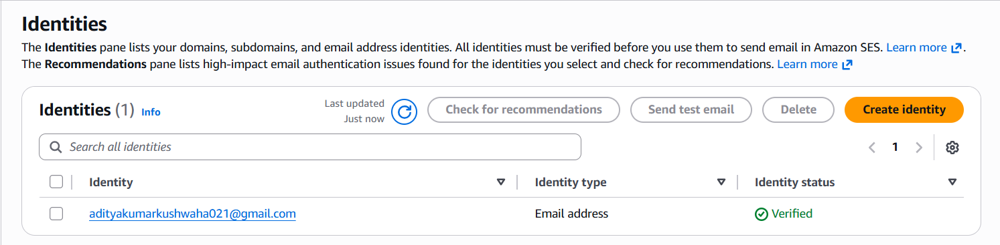 Identities
The Identities pane lists your domains, subdomains, and email address identities. All identities must be verified before you use them to send email in Amazon SES. Learn more.
The Recommendations pane lists high-impact email authentication issues found for the identities you select and check for recommendations. Learn more
Identities (1) Info
Last updated
Just now
Check for recommendations
Send test email
Delete
Create identity
Search all identities
1
Identity Identity type Identity status
adityakumarkushwaha021@gmail.com Email address Verified